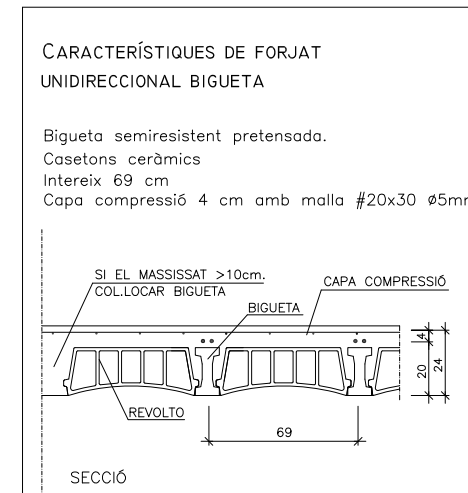 CARACTERÍSTIQUES DE FORJAT
UNIDIRECCIONAL BIGUETA
Bigueta semiresistent pretensada.
Casetons ceràmics
Intereix 69 cm
Capa compressió 4 cm amb malla #20x30 Ø5mm
SI EL MASSISSAT >10cm.
COL.LOCAR BIGUETA
CAPA COMPRESSIÓ
BIGUETA
4
20
24
REVOLTO
69
SECCIÓ